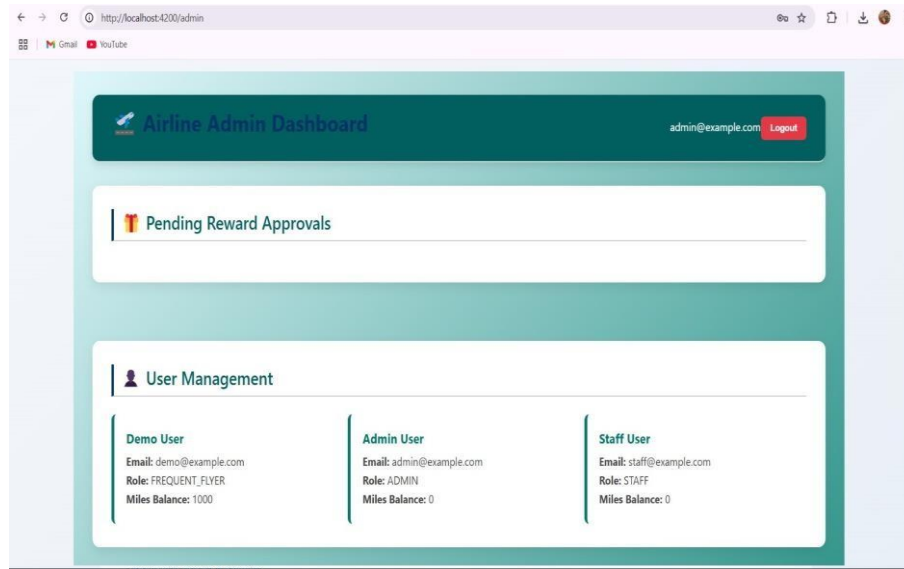 http://localhost:4200/admin
Gmail YouTube
Airline Admin Dashboard
admin@example.com Logout
Pending Reward Approvals
User Management
Demo User
Email: demo@example.com
Role: FREQUENT_FLYER
Miles Balance: 1000
Admin User
Email: admin@example.com
Role: ADMIN
Miles Balance: 0
Staff User
Email: staff@example.com
Role: STAFF
Miles Balance: 0